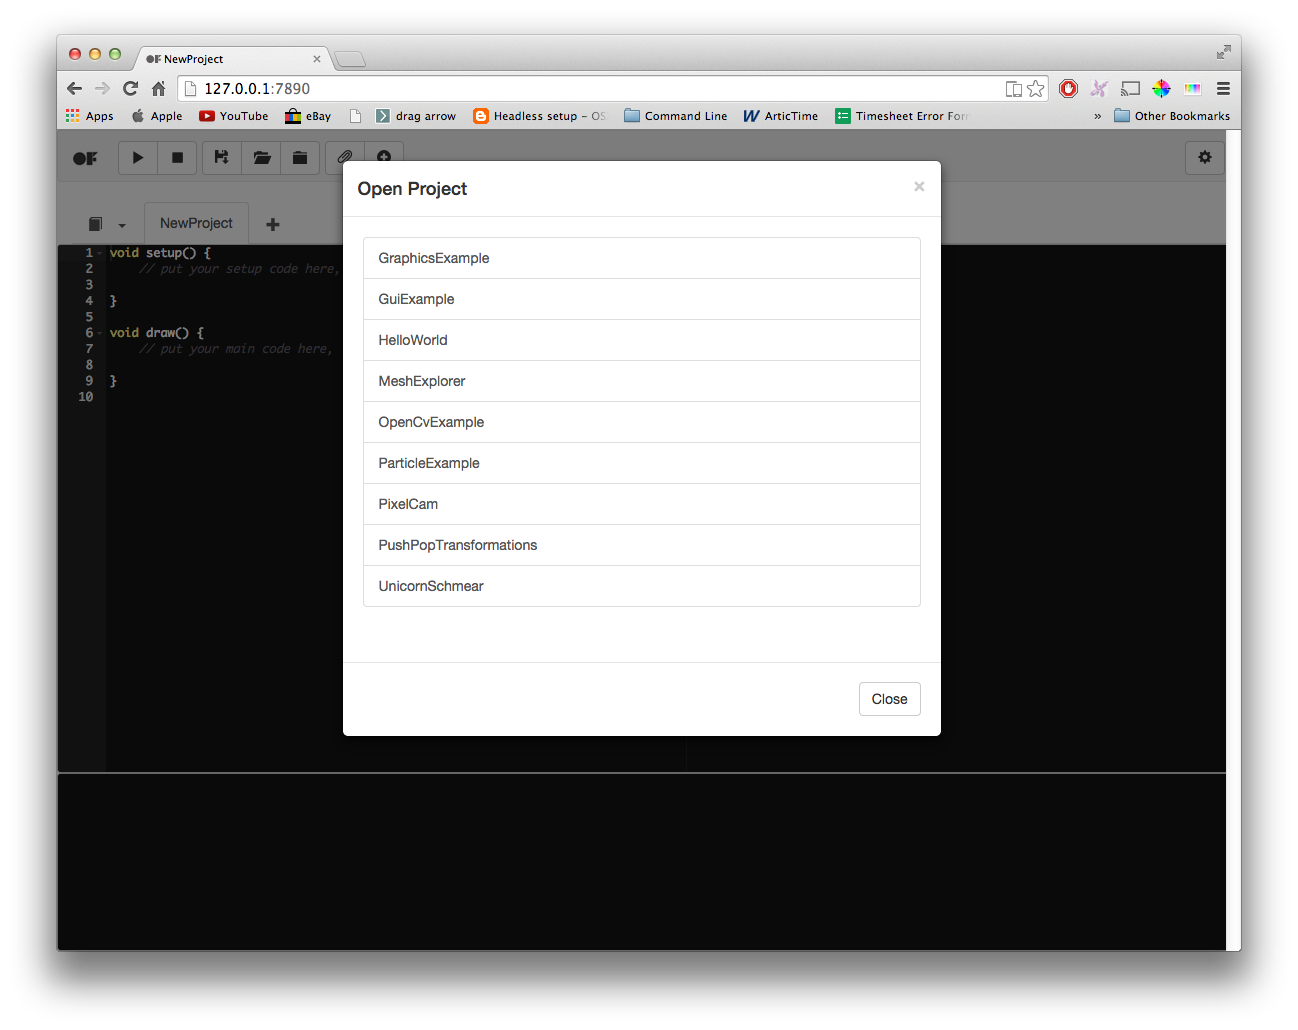 OF NewProject
127.0.0.1:7890
Apps Apple YouTube eBay drag arrow Headless setup – OS Command Line W ArticTime Timesheet Error For » Other Bookmarks
OF
NewProject
1 void setup() {
2 // put your setup code here,
3
4 }
5
6 void draw() {
7 // put your main code here,
8
9 }
10
Open Project ×
GraphicsExample
GuiExample
HelloWorld
MeshExplorer
OpenCvExample
ParticleExample
PixelCam
PushPopTransformations
UnicornSchmear
Close